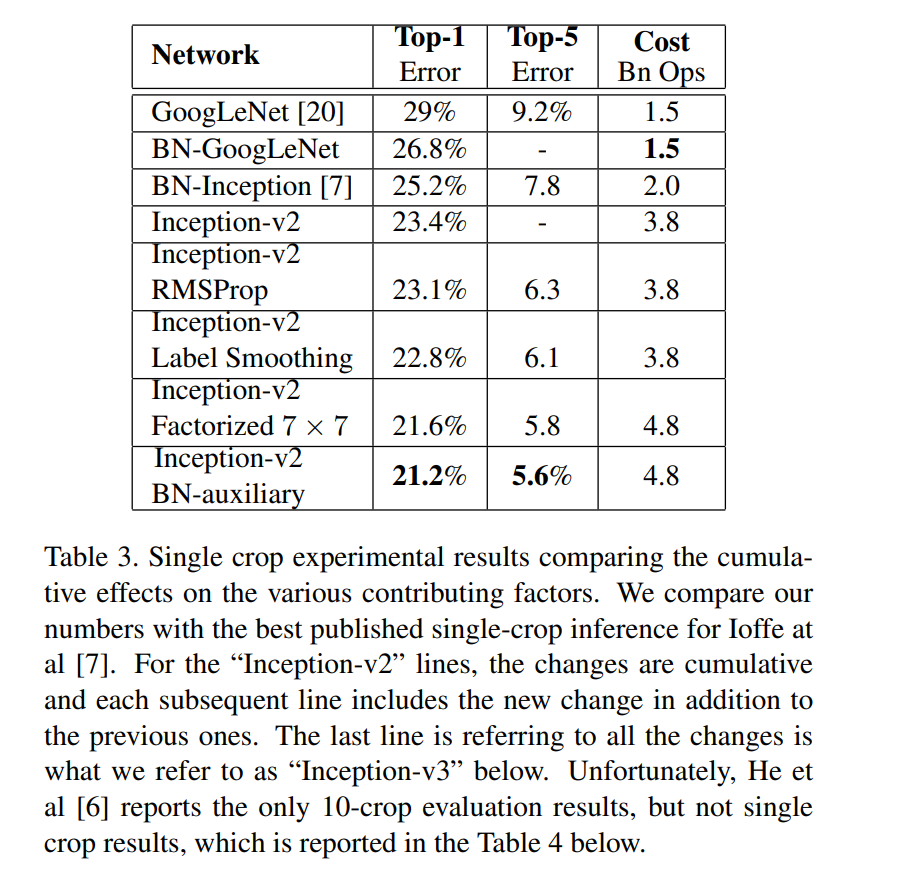 Network Top-1 Error Top-5 Error Cost Bn Ops
GoogLeNet [20] 29% 9.2% 1.5
BN-GoogLeNet 26.8% - 1.5
BN-Inception [7] 25.2% 7.8 2.0
Inception-v2 23.4% - 3.8
Inception-v2
RMSProp 23.1% 6.3 3.8
Inception-v2
Label Smoothing 22.8% 6.1 3.8
Inception-v2
Factorized 7 × 7 21.6% 5.8 4.8
Inception-v2
BN-auxiliary 21.2% 5.6% 4.8
Table 3. Single crop experimental results comparing the cumula-
tive effects on the various contributing factors. We compare our
numbers with the best published single-crop inference for Ioffe at
al [7]. For the “Inception-v2” lines, the changes are cumulative
and each subsequent line includes the new change in addition to
the previous ones. The last line is referring to all the changes is
what we refer to as “Inception-v3” below. Unfortunately, He et
al [6] reports the only 10-crop evaluation results, but not single
crop results, which is reported in the Table 4 below.